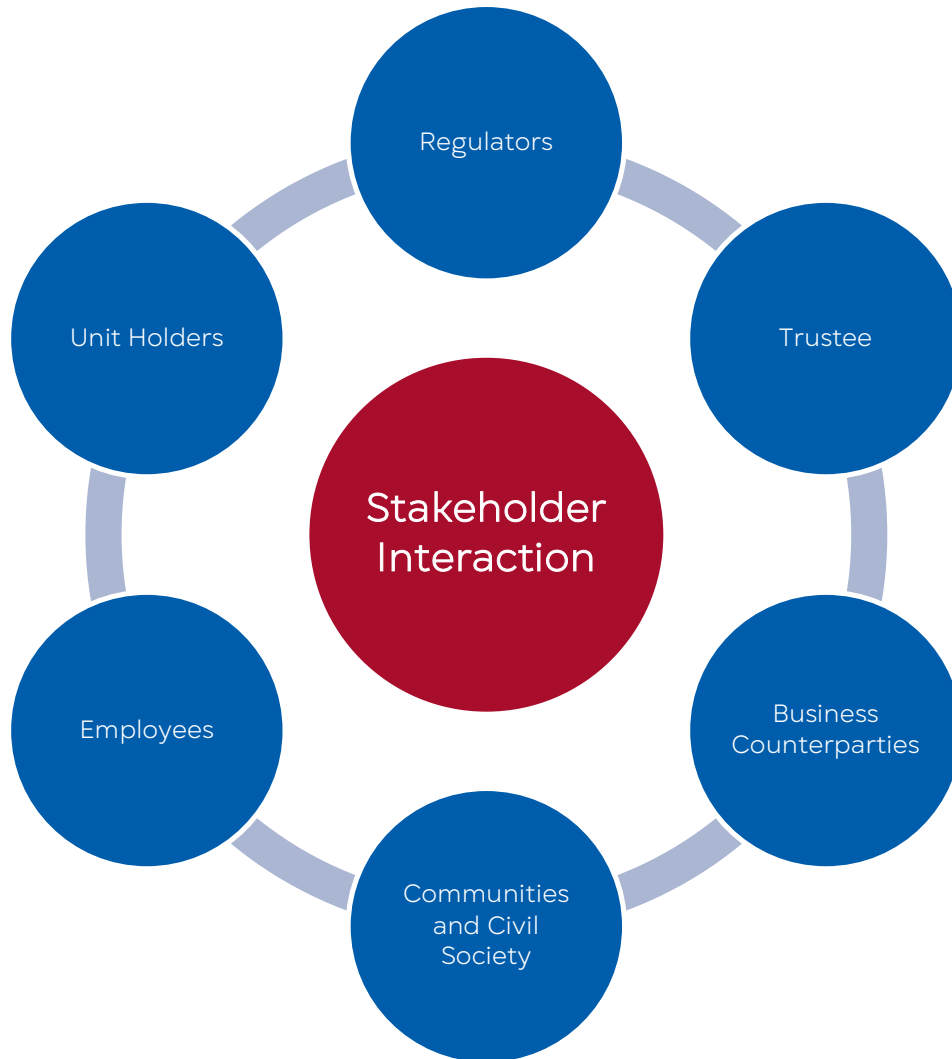 Regulators
Unit Holders
Trustee
Stakeholder
Interaction
Employees
Business
Counterparties
Communities
and Civil
Society